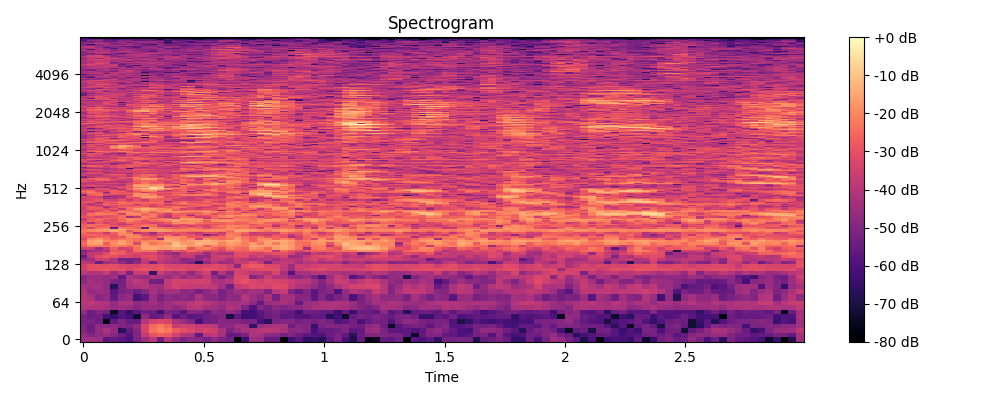 Spectrogram
Hz
4096
2048
1024
512
256
128
64
0
0 0.5 1 1.5 2 2.5
Time
+0 dB
-10 dB
-20 dB
-30 dB
-40 dB
-50 dB
-60 dB
-70 dB
-80 dB